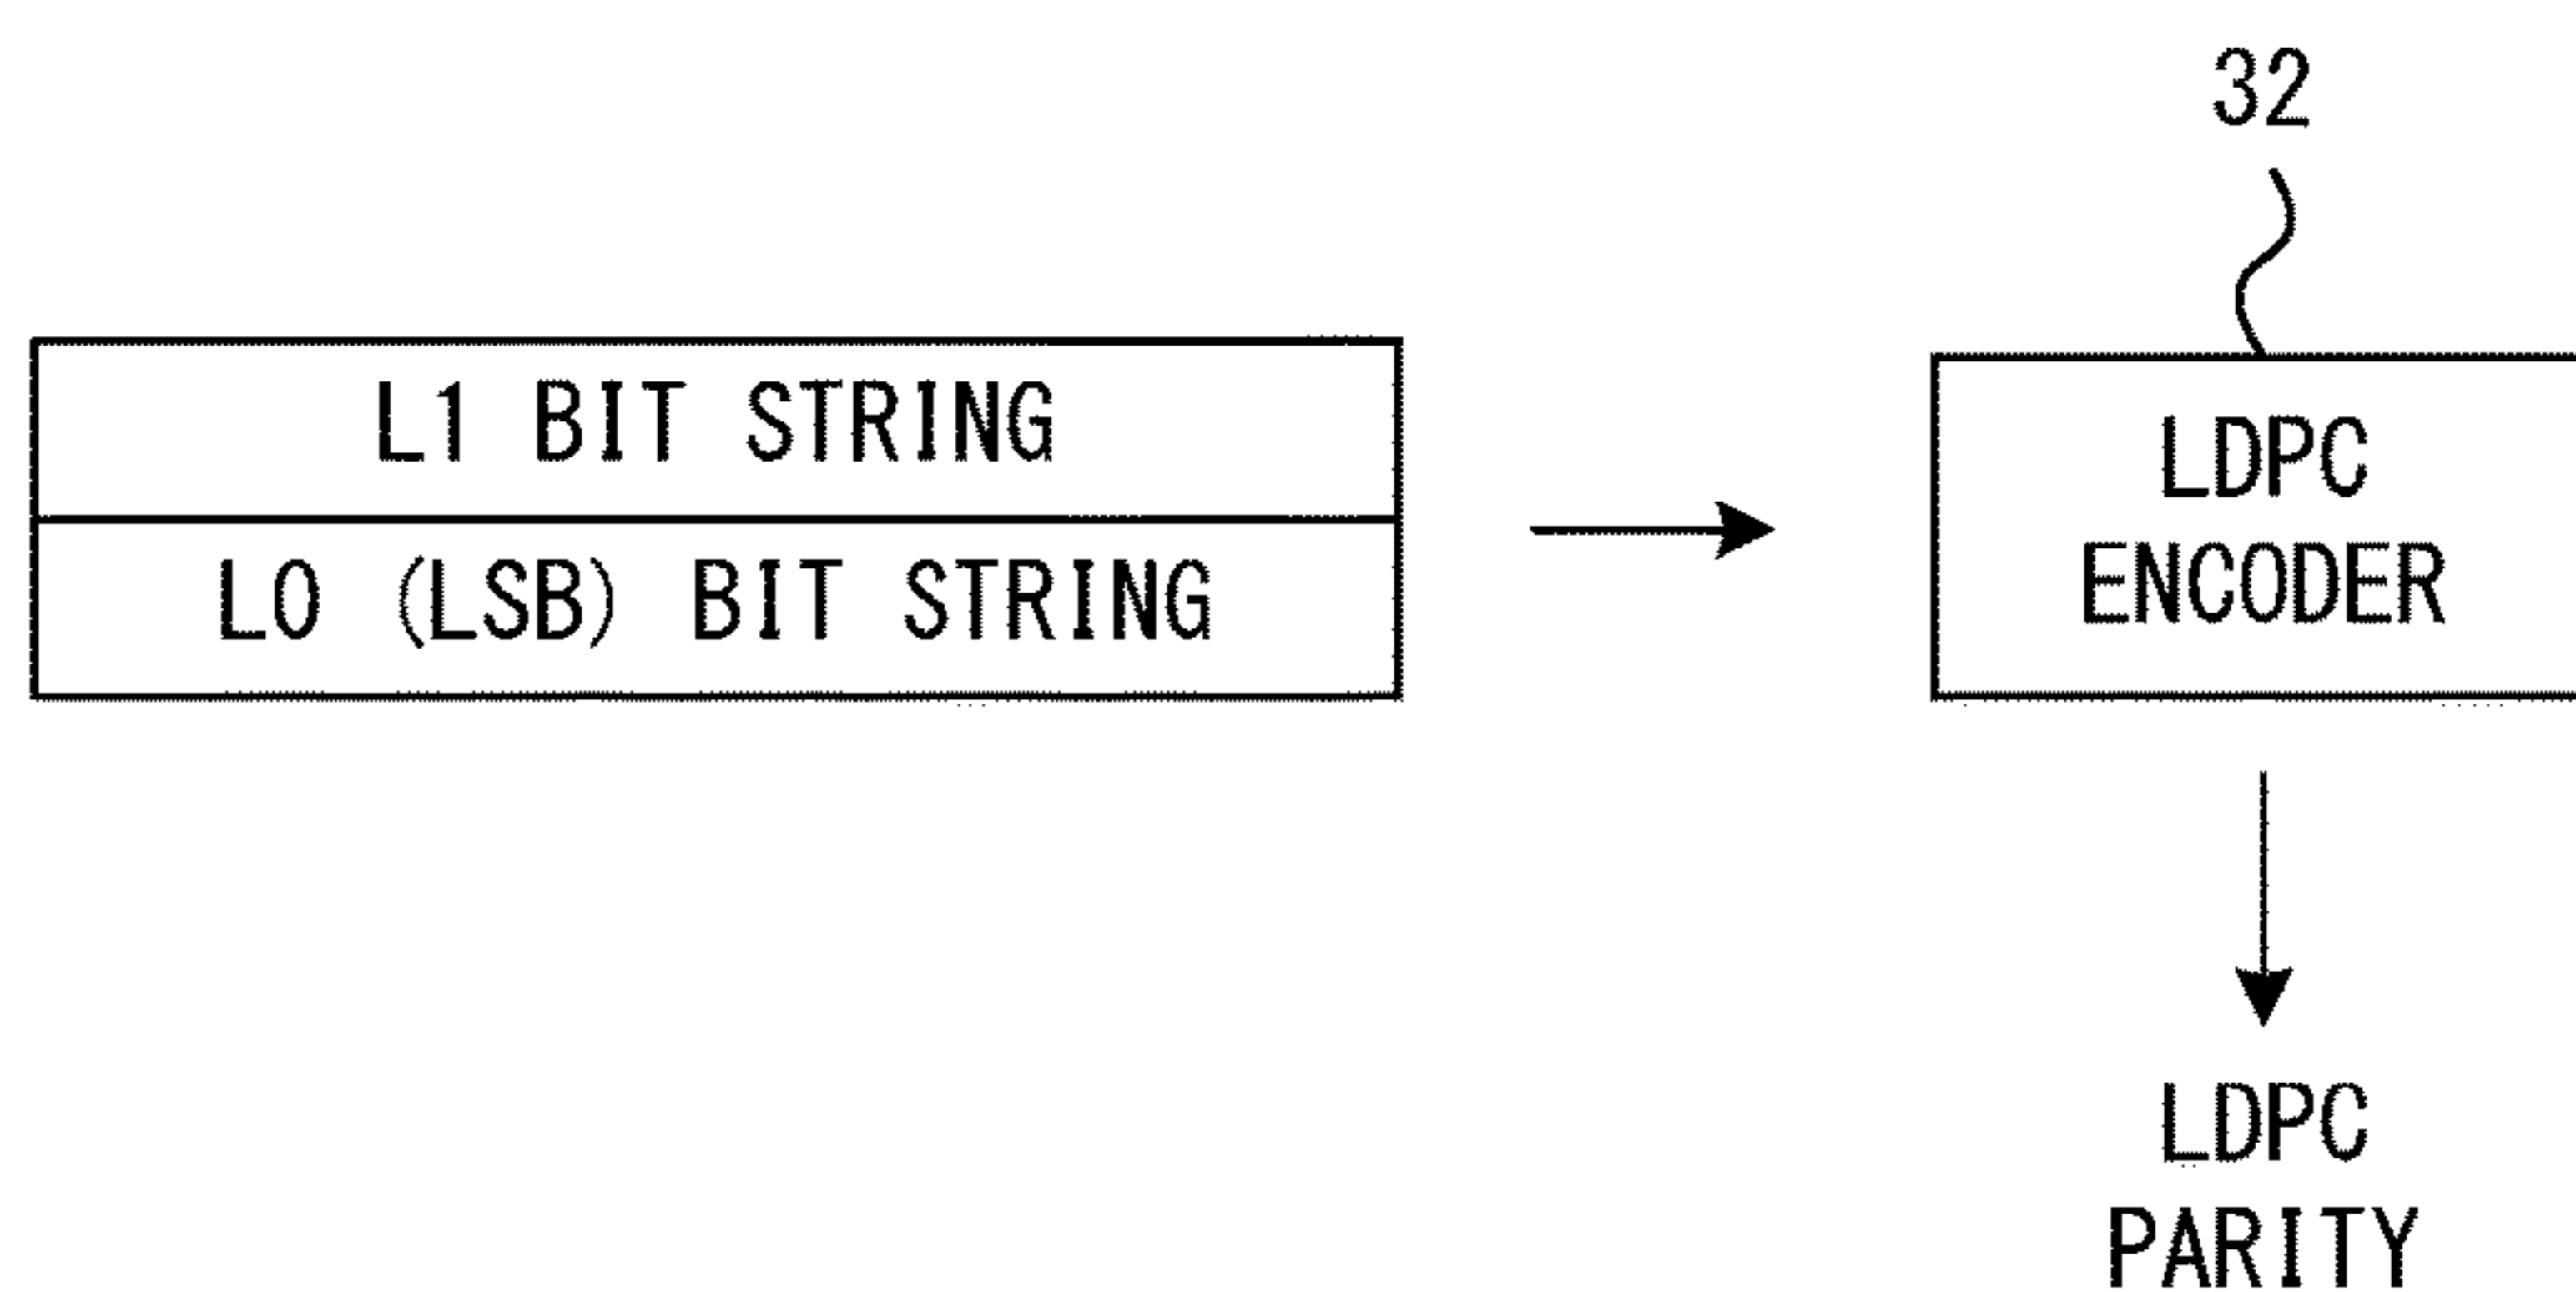 32
L1 BIT STRING
L0 (LSB) BIT STRING
LDPC
ENCODER
LDPC
PARITY